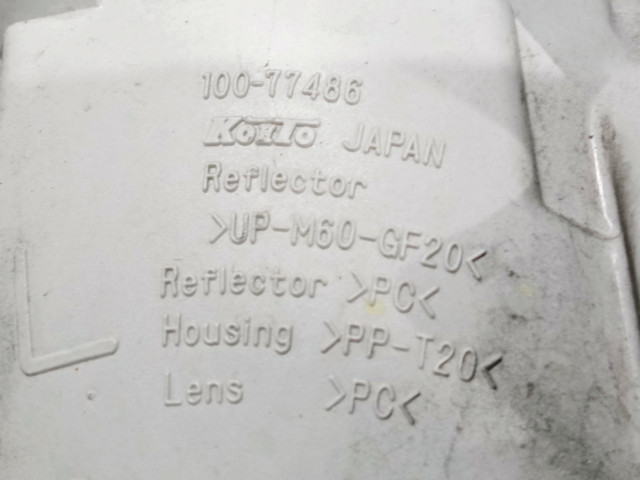 100-77486
KOITO JAPAN
Reflector
>UP-M60-GF20<
Reflector >PC<
Housing >PP-T20<
Lens >PC<
L